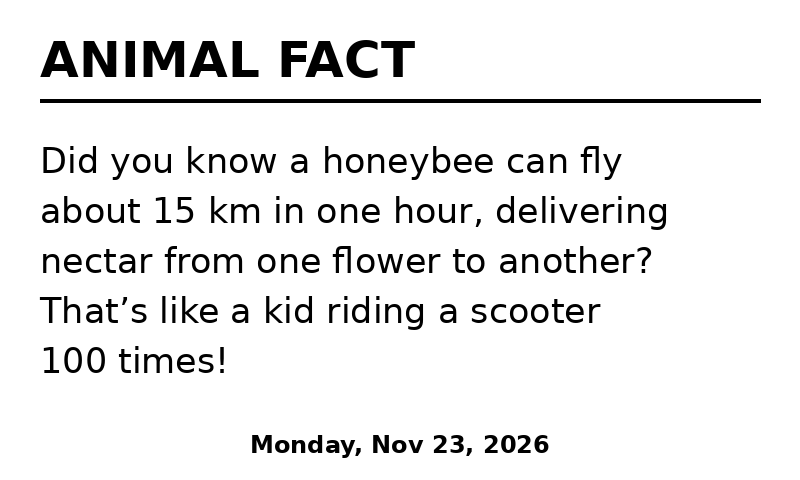 ANIMAL FACT
Did you know a honeybee can fly
about 15 km in one hour, delivering
nectar from one flower to another?
That’s like a kid riding a scooter
100 times!
Monday, Nov 23, 2026